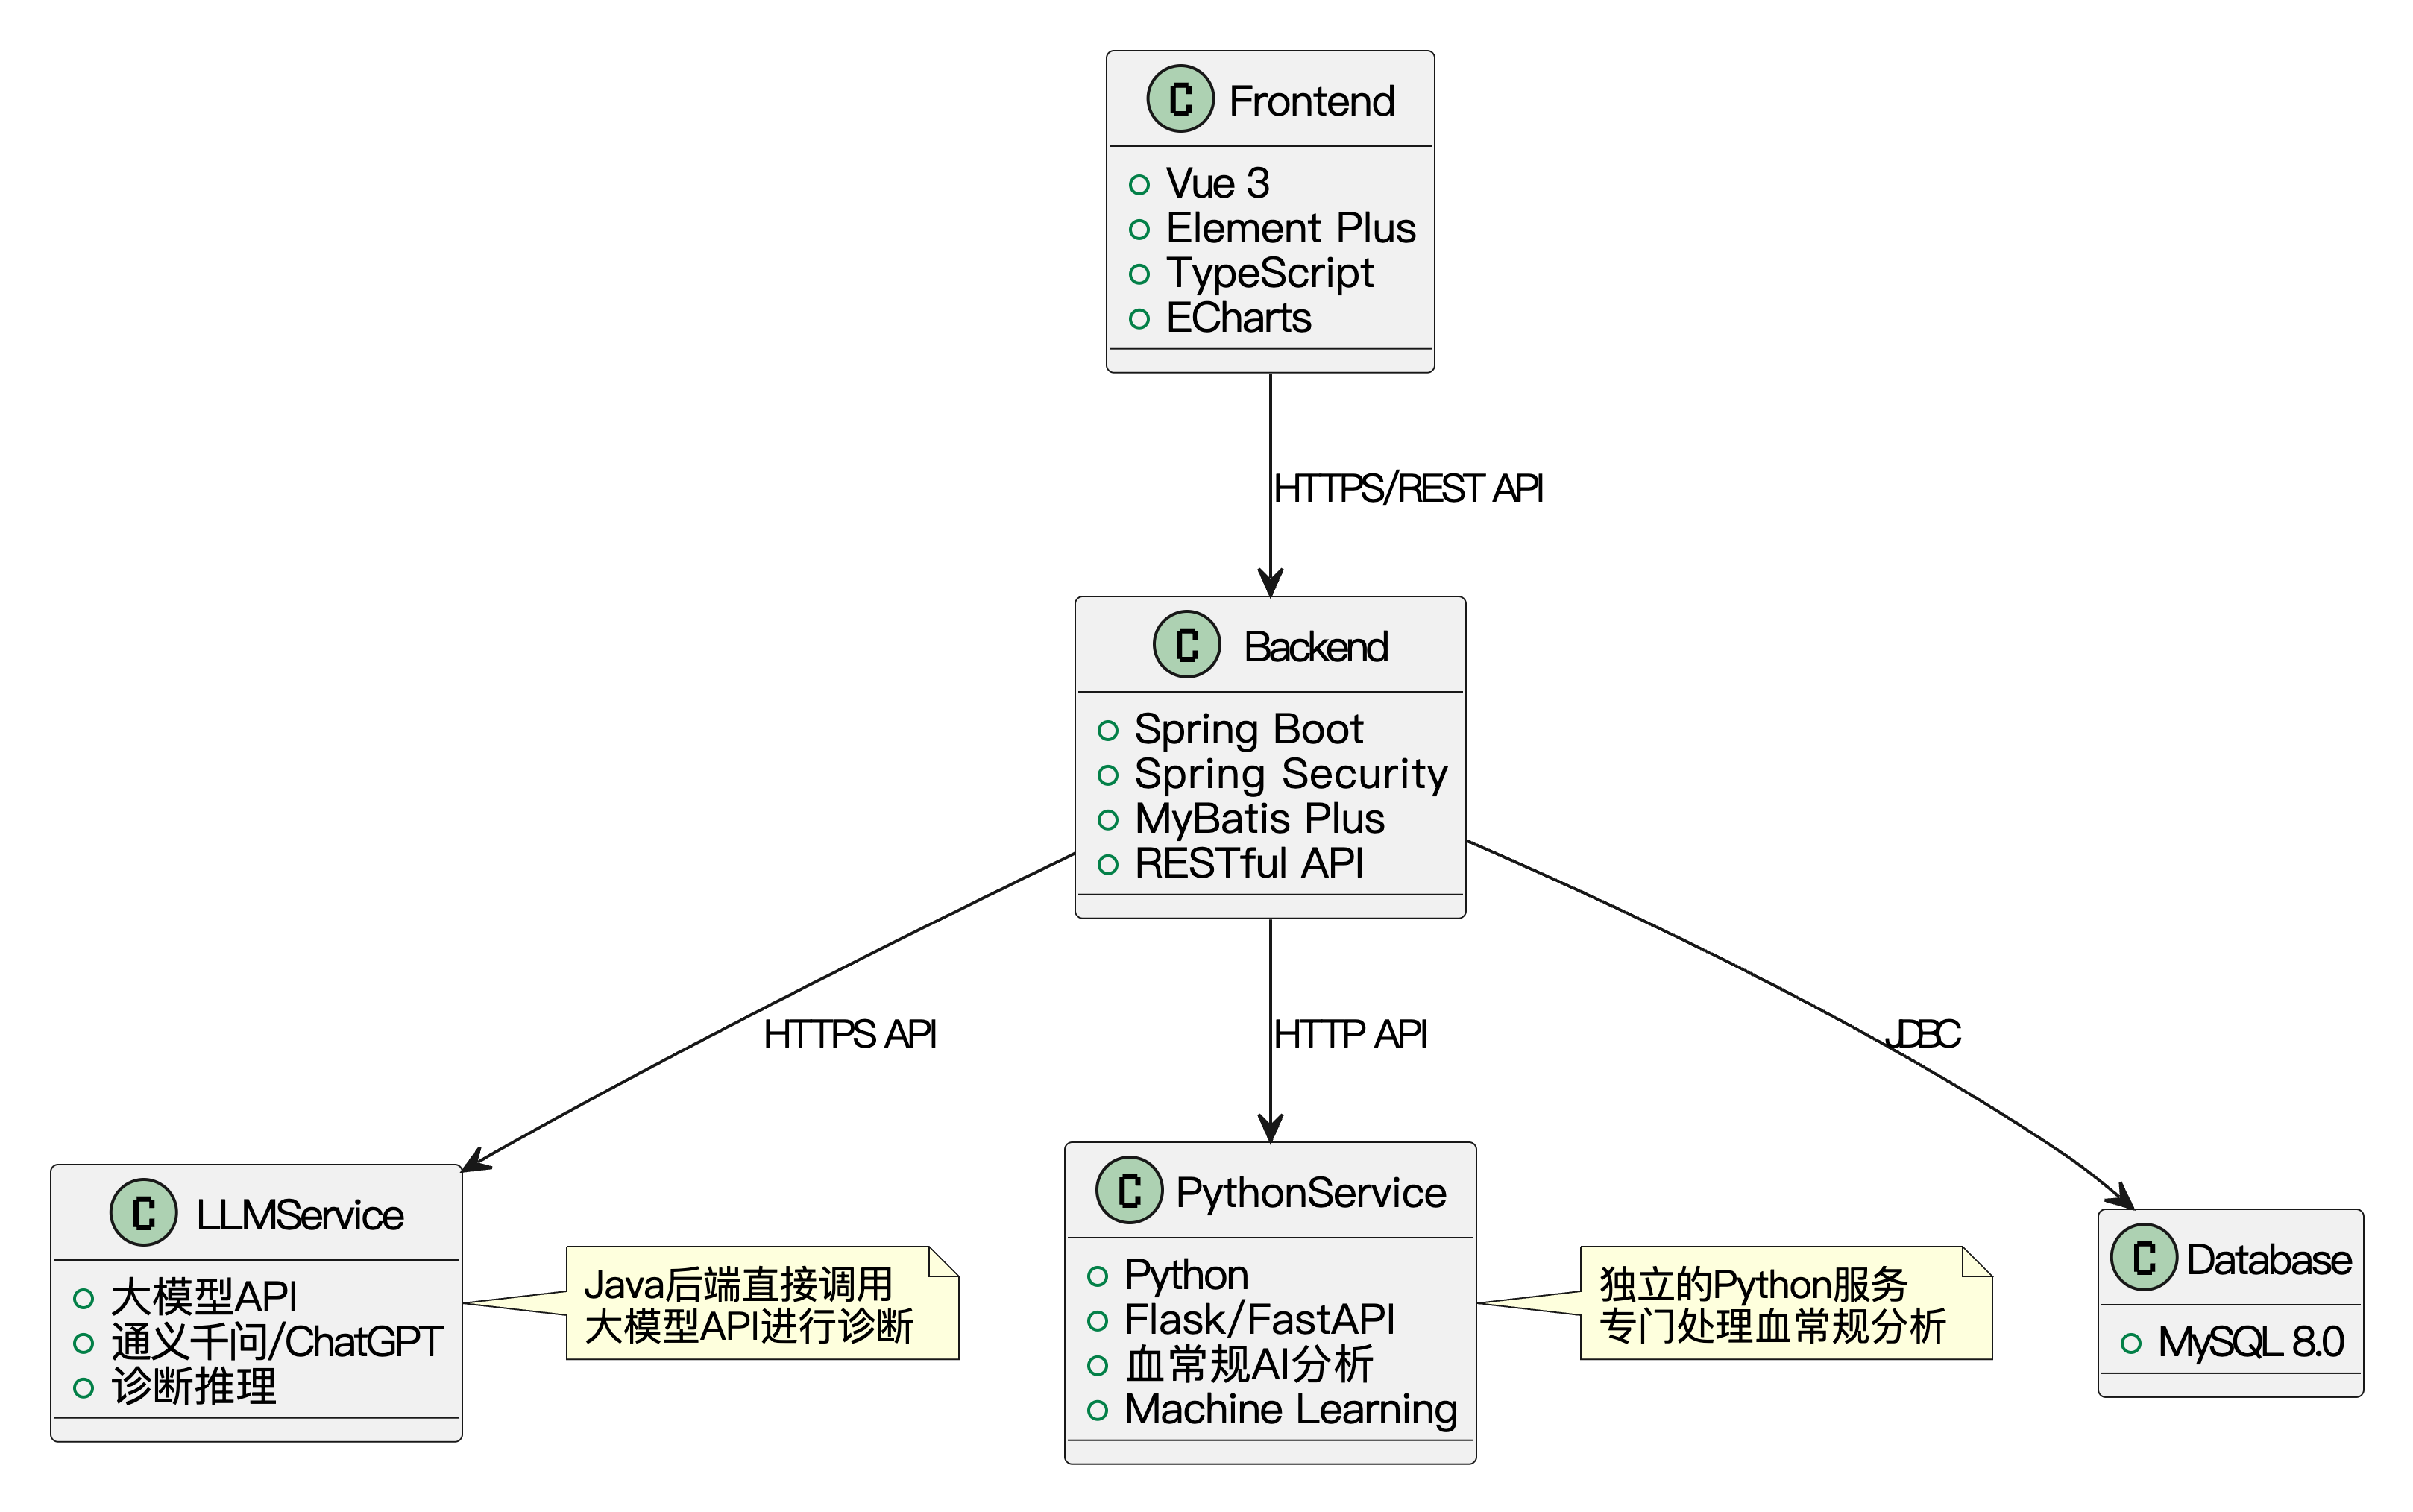 C Frontend
Vue 3
Element Plus
TypeScript
ECharts
HTTPS/REST API
C Backend
Spring Boot
Spring Security
MyBatis Plus
RESTful API
HTTPS API
HTTP API
JDBC
C LLMService
大模型API
通义千问/ChatGPT
诊断推理
Java后端直接调用
大模型API进行诊断
C PythonService
Python
Flask/FastAPI
血常规AI分析
Machine Learning
独立的Python服务
专门处理血常规分析
C Database
MySQL 8.0